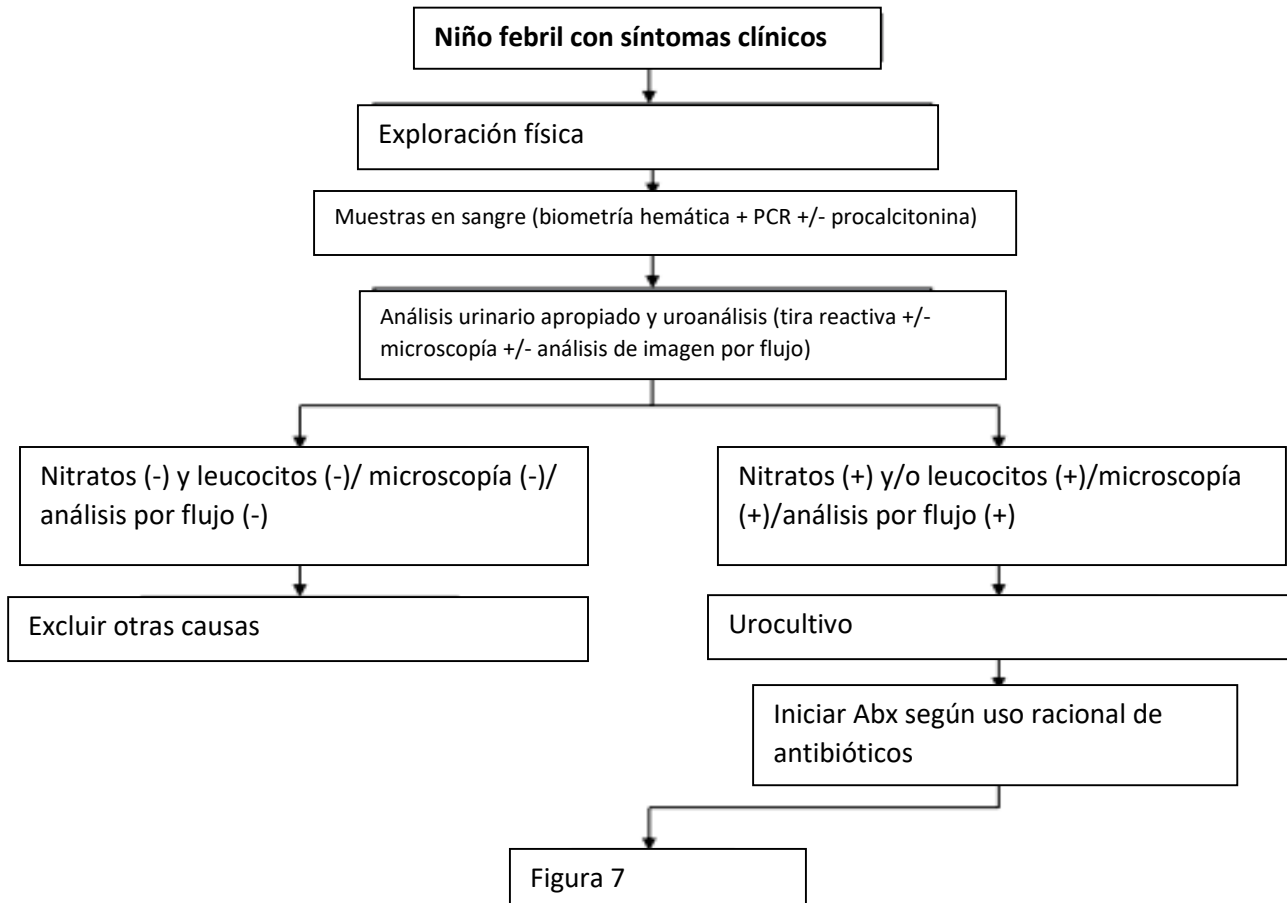 Niño febril con síntomas clínicos
Exploración física
Muestras en sangre (biometría hemática + PCR +/- procalcitonina)
Análisis urinario apropiado y uroanálisis (tira reactiva +/-
microscopía +/- análisis de imagen por flujo)
Nitratos (-) y leucocitos (-)/ microscopía (-)/
análisis por flujo (-)
Nitratos (+) y/o leucocitos (+)/microscopía
(+)/análisis por flujo (+)
Excluir otras causas
Urocultivo
Iniciar Abx según uso racional de
antibióticos
Figura 7